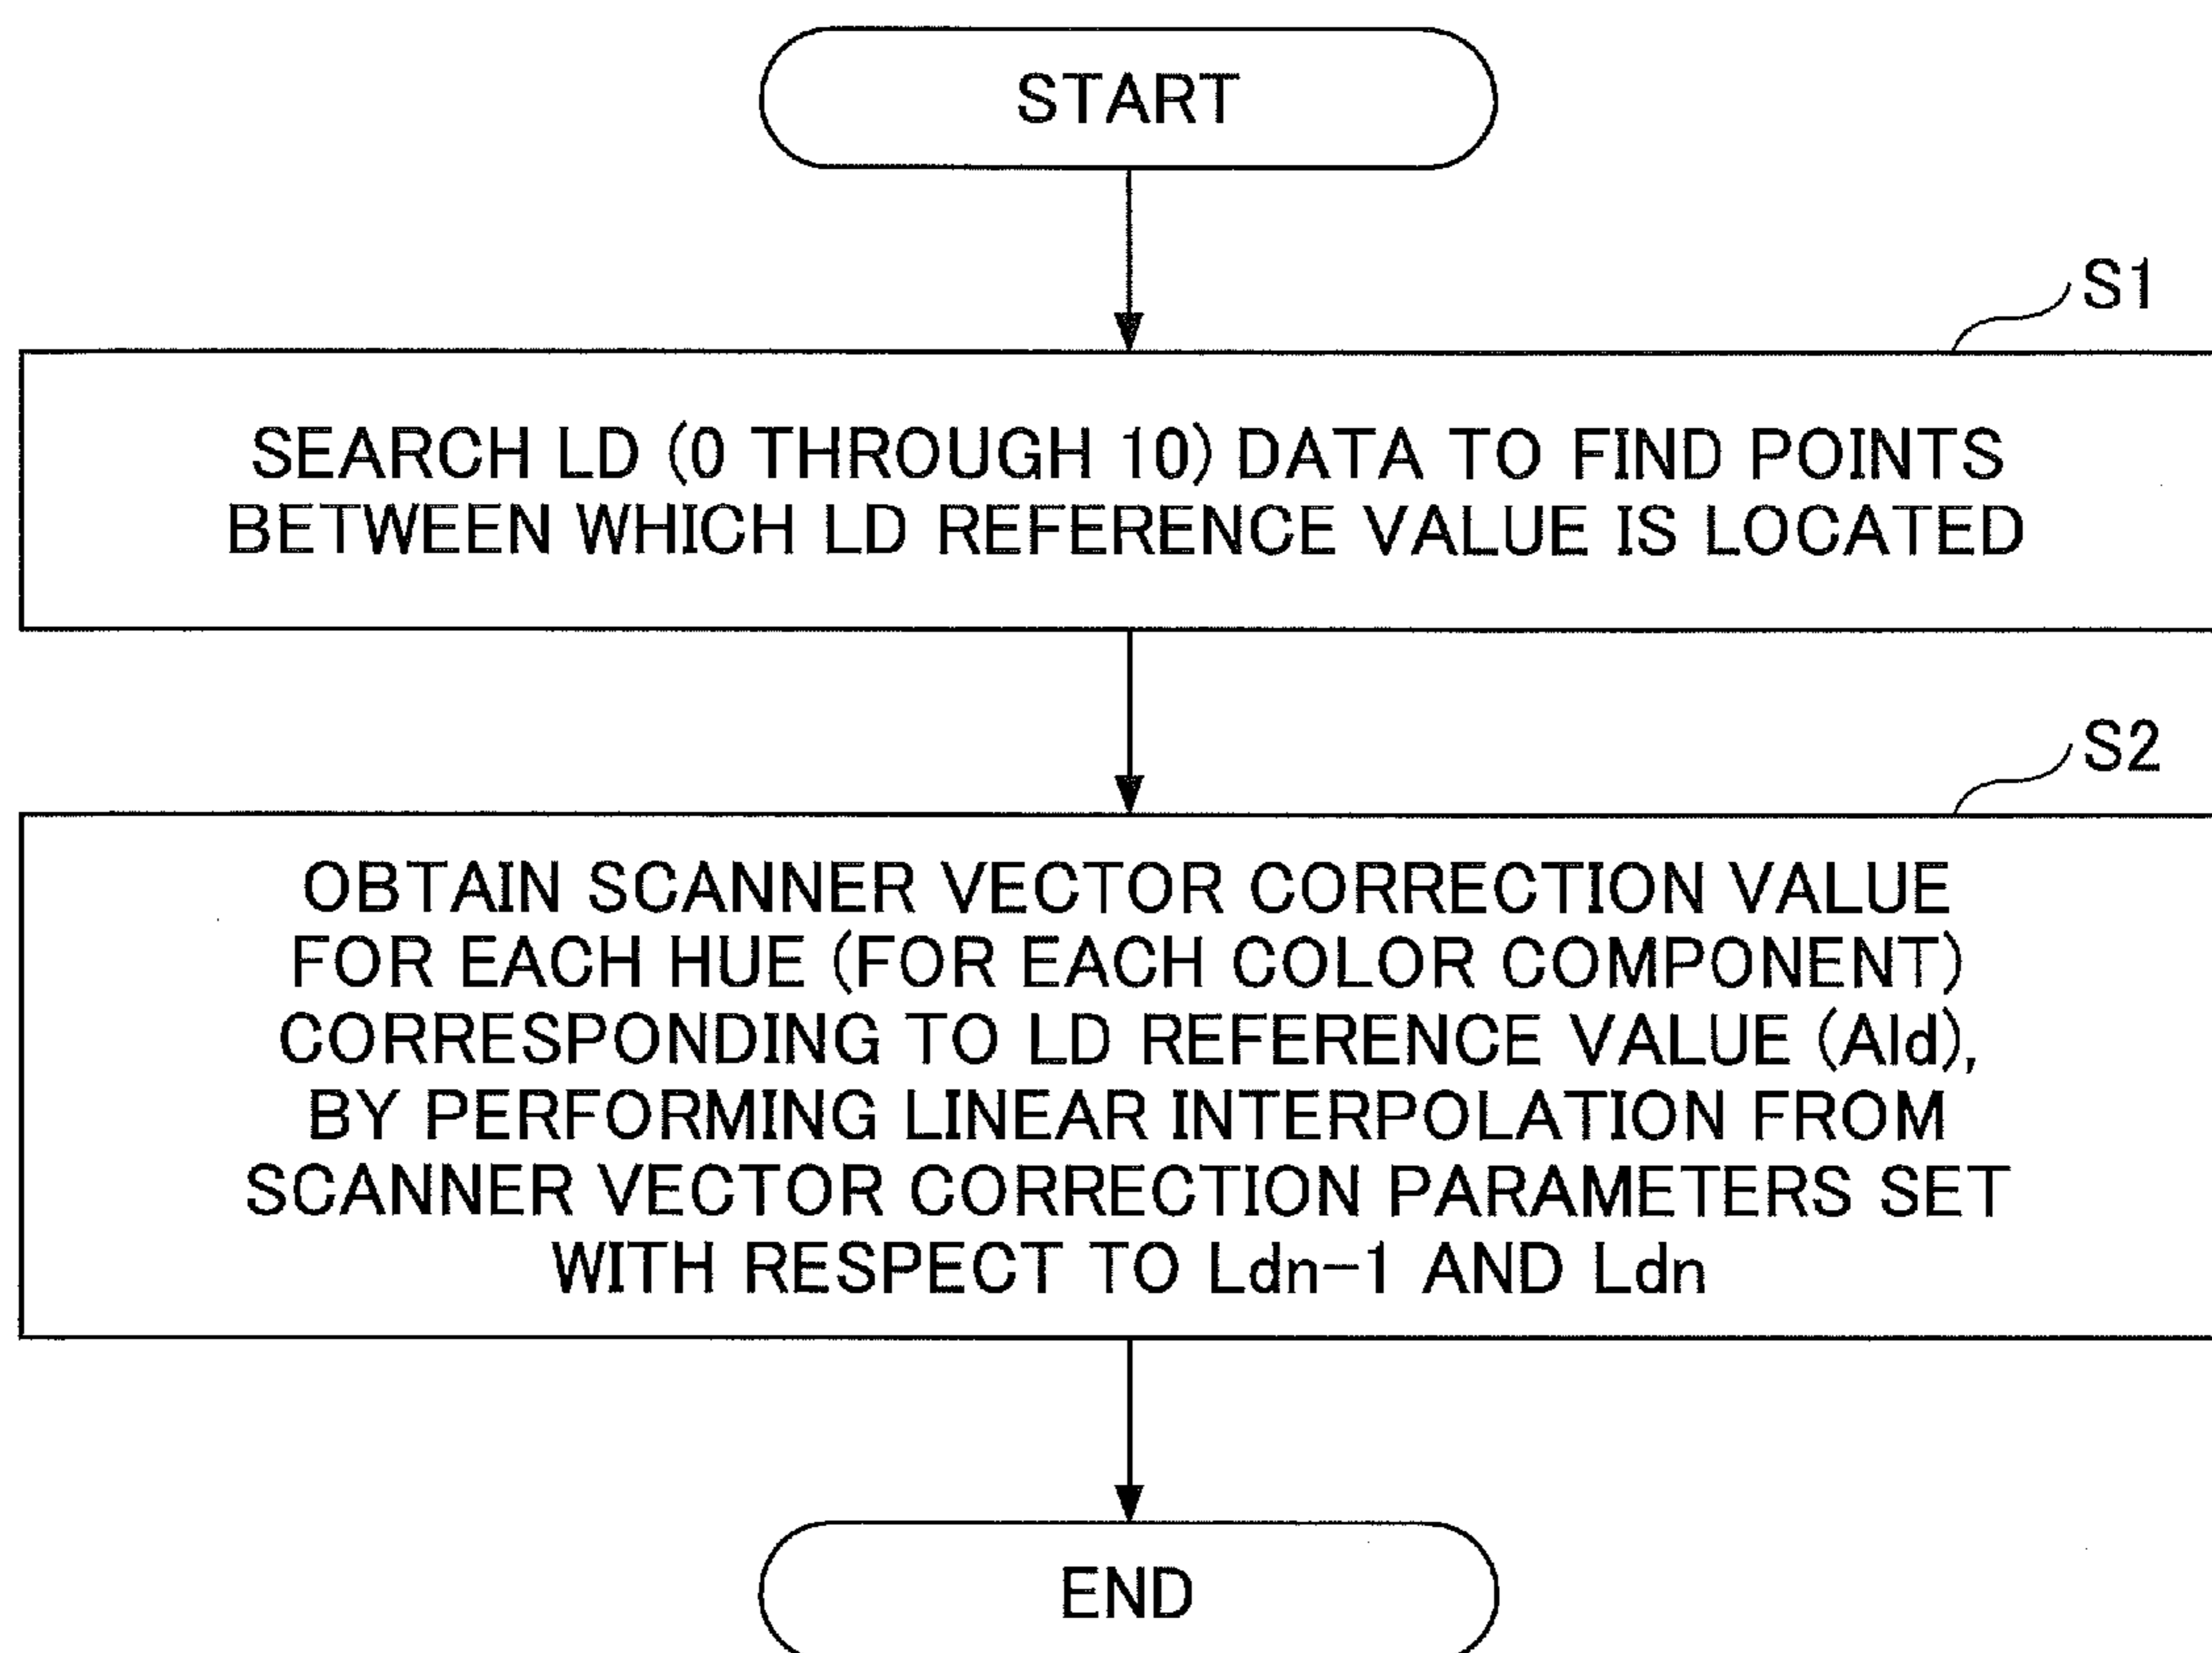 START
S1
SEARCH LD (0 THROUGH 10) DATA TO FIND POINTS
BETWEEN WHICH LD REFERENCE VALUE IS LOCATED
S2
OBTAIN SCANNER VECTOR CORRECTION VALUE
FOR EACH HUE (FOR EACH COLOR COMPONENT)
CORRESPONDING TO LD REFERENCE VALUE (Ald),
BY PERFORMING LINEAR INTERPOLATION FROM
SCANNER VECTOR CORRECTION PARAMETERS SET
WITH RESPECT TO Ldn-1 AND Ldn
END